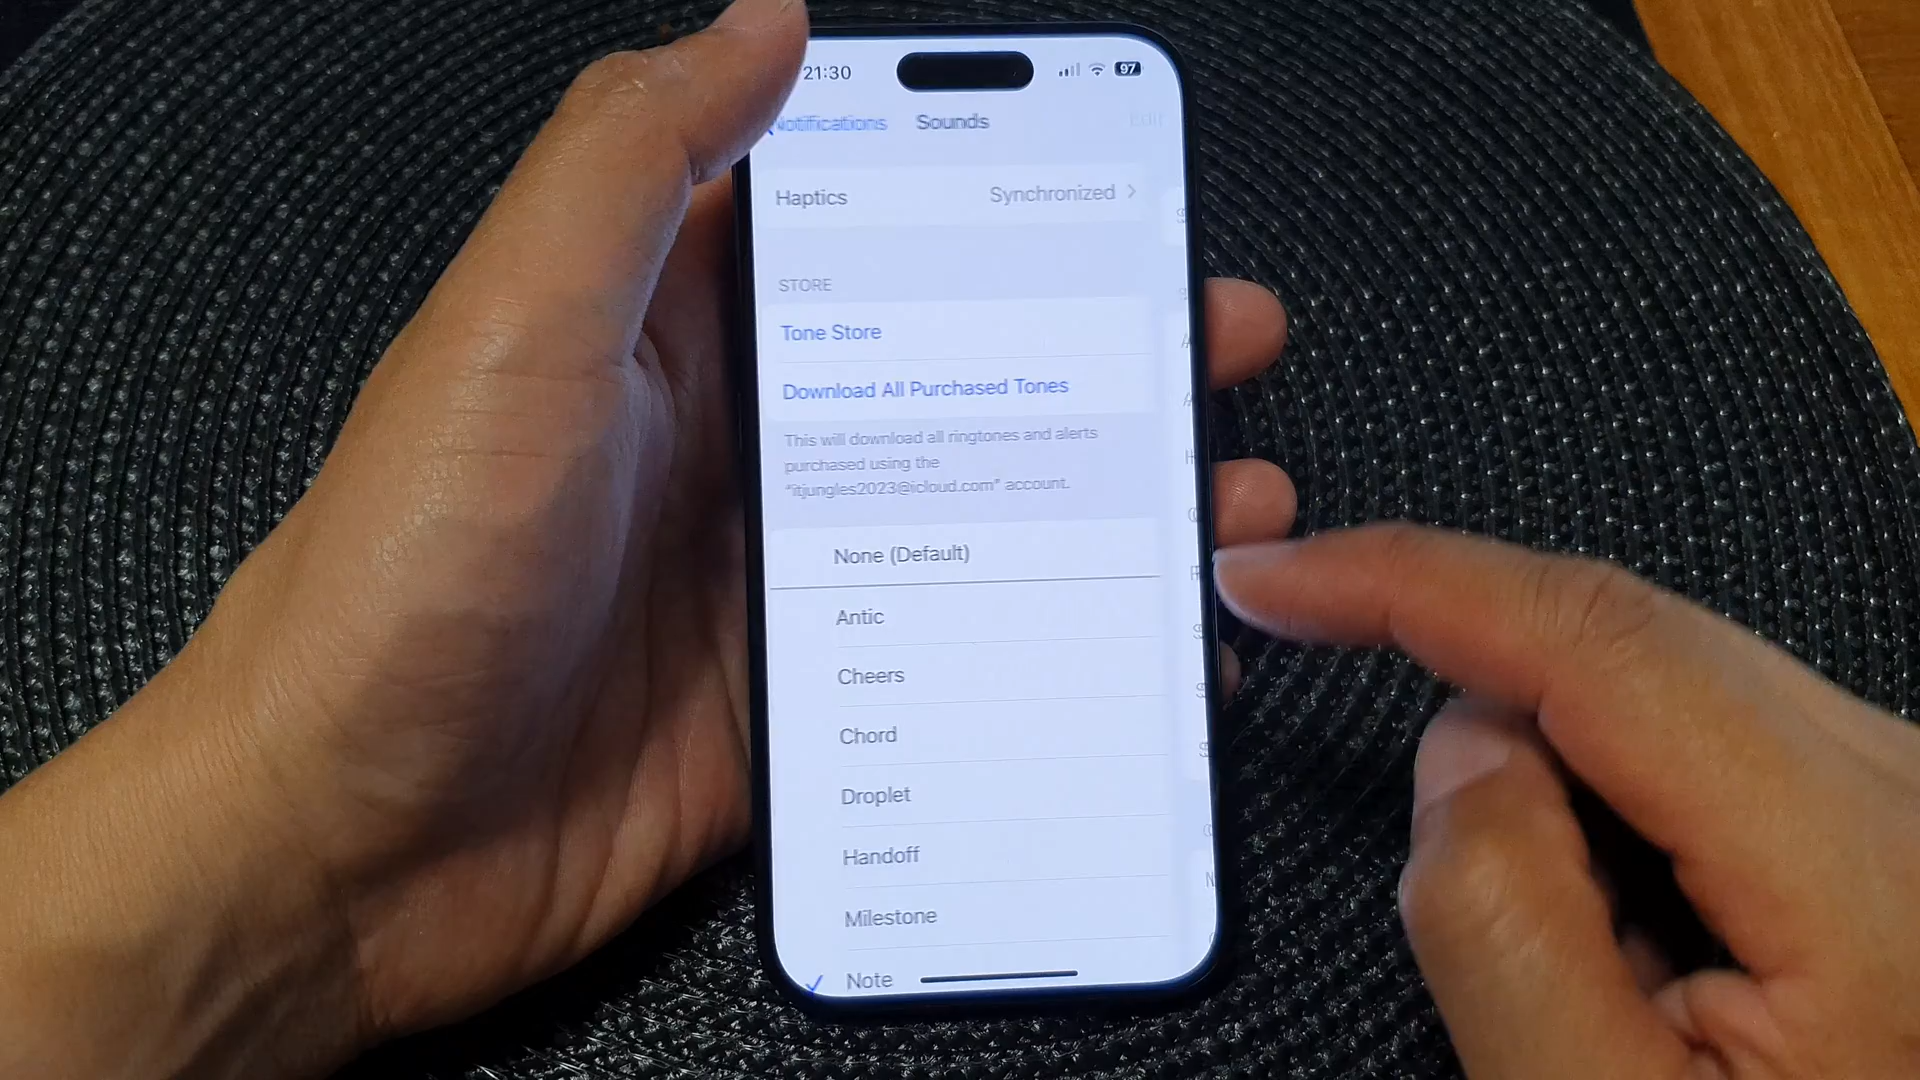 21:30 97
Notifications Sounds Edit
Haptics Synchronized
STORE
Tone Store
Download All Purchased Tones
This will download all ringtones and alerts
purchased using the
"itjungles2023@icloud.com" account.
None (Default)
Antic
Cheers
Chord
Droplet
Handoff
Milestone
Note